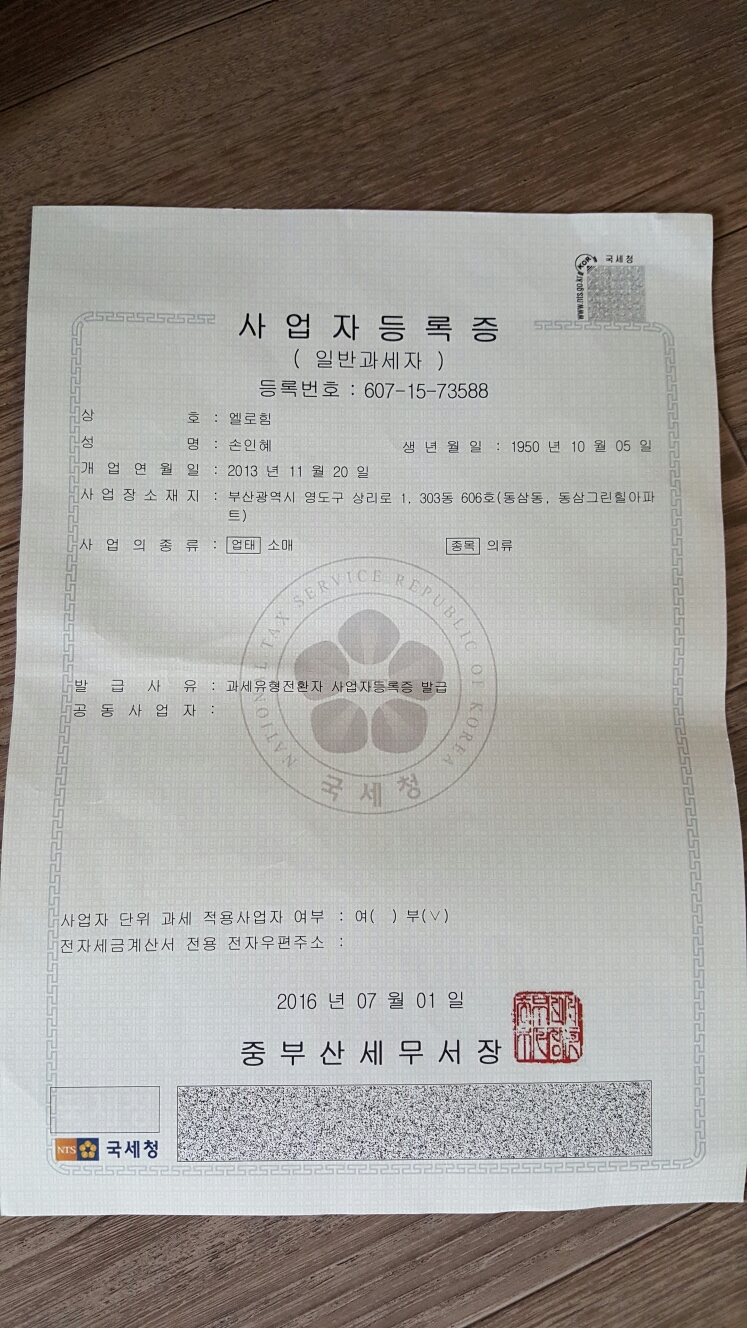 국세청
사업자등록증
( 일반과세자 )
등록번호 : 607-15-73588
상 호 : 엘로힘
성 명 : 손인혜 생 년 월 일 : 1950 년 10 월 05 일
개 업 연 월 일 : 2013 년 11 월 20 일
사 업 장 소 재 지 : 부산광역시 영도구 상리로 1, 303동 606호(동삼동, 동삼그린힐아파
트)
사 업 의 종 류 : 업태 소매 종목 의류
NATIONAL TAX SERVICE REPUBLIC OF KOREA
발 급 사 유 : 과세유형전환자 사업자등록증 발급
공 동 사 업 자 :
국세청
사업자 단위 과세 적용사업자 여부 : 여( ) 부(∨)
전자세금계산서 전용 전자우편주소 :
2016 년 07 월 01 일
중부산세무서장
NTS 국세청